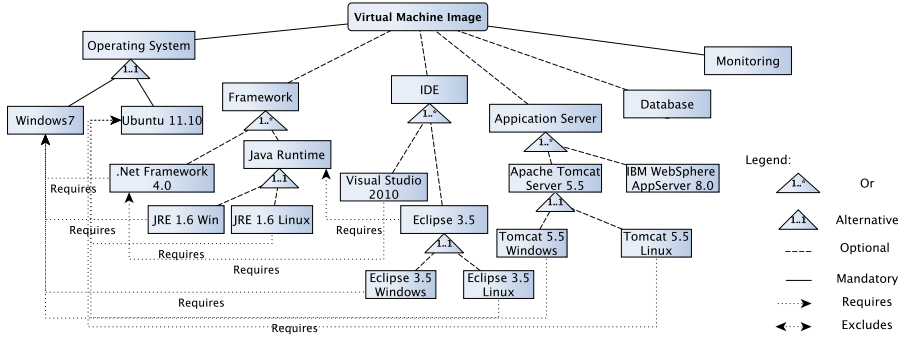 Virtual Machine Image
Operating System
1..1
Monitoring
Windows7
Ubuntu 11.10
Framework
1..*
IDE
1..*
Database
Application Server
1..*
.Net Framework
4.0
Java Runtime
1..1
Visual Studio
2010
Apache Tomcat
Server 5.5
1..1
IBM WebSphere
AppServer 8.0
JRE 1.6 Win
JRE 1.6 Linux
Eclipse 3.5
1..1
Tomcat 5.5
Windows
Tomcat 5.5
Linux
Eclipse 3.5
Windows
Eclipse 3.5
Linux
Requires
Requires
Requires
Requires
Requires
Requires
Requires
Legend:
1..*
Or
1..1
Alternative
Optional
Mandatory
Requires
Excludes